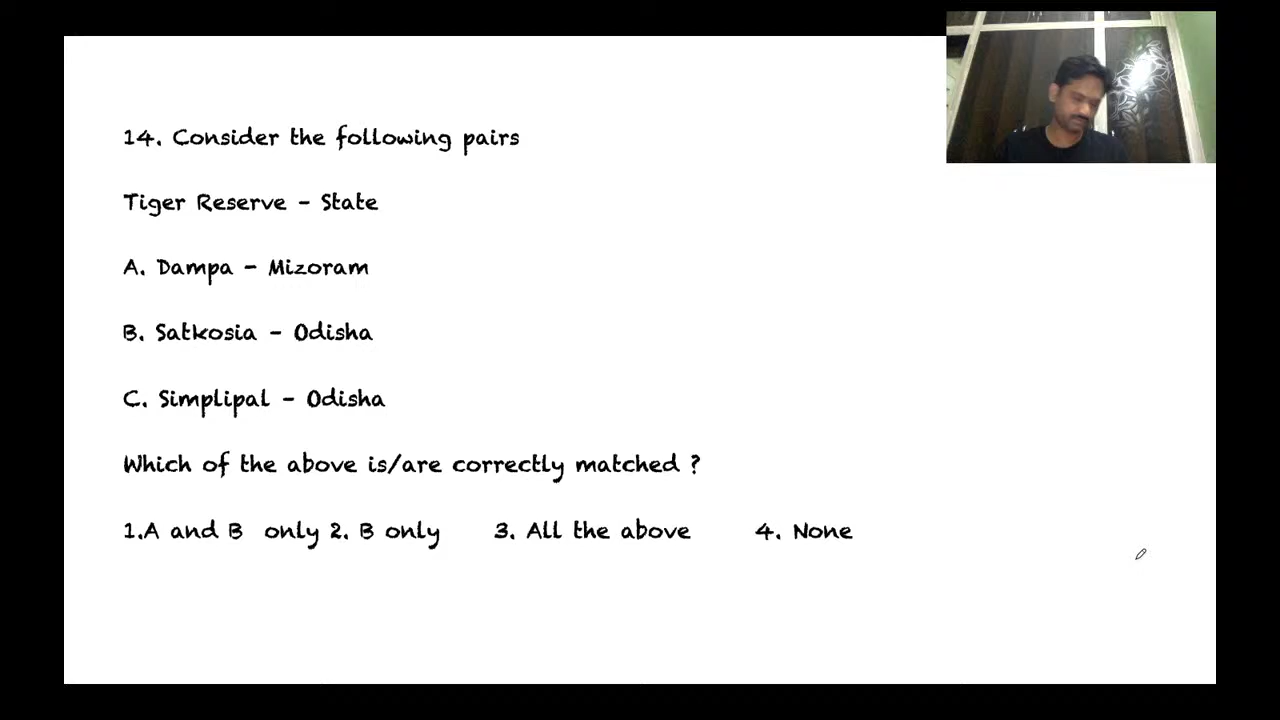 14. Consider the following pairs
Tiger Reserve - State
A. Dampa - Mizoram
B. Satkosia - Odisha
C. Simplipal - Odisha
Which of the above is/are correctly matched ?
1.A and B only 2. B only 3. All the above 4. None